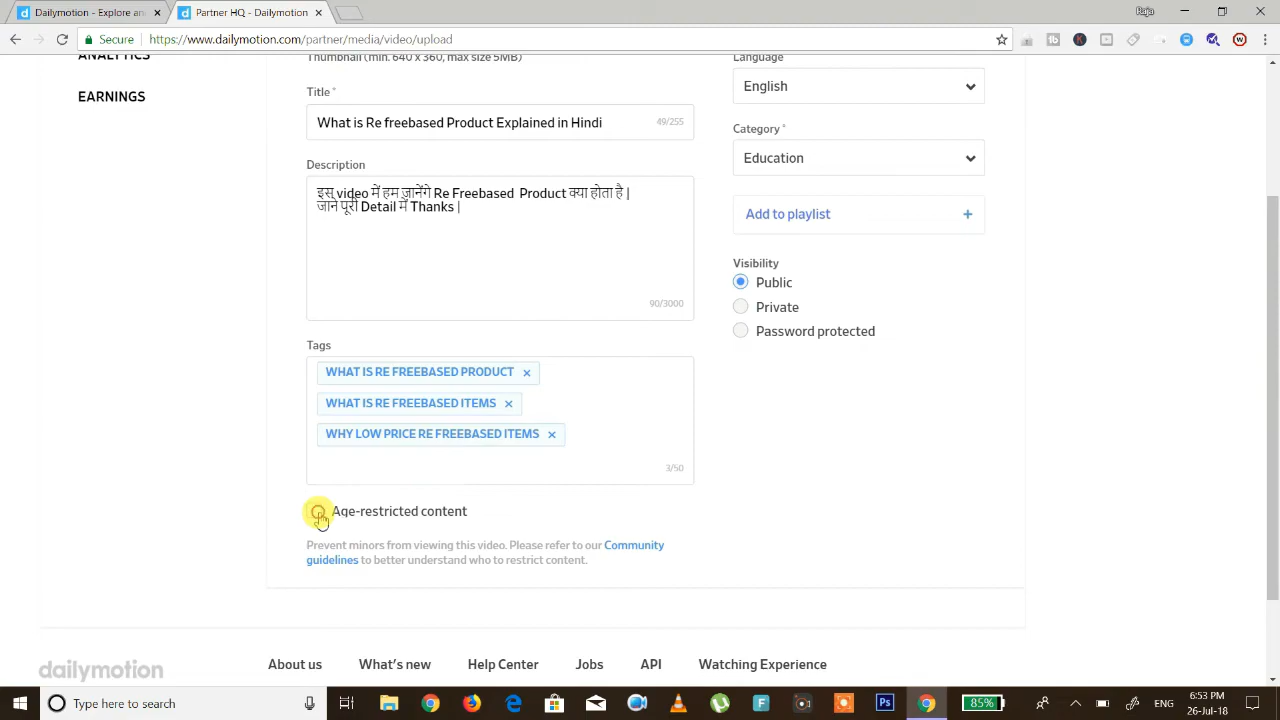 Dailymotion - Explorez, reg
Partner HQ - Dailymotion
Secure
https://www.dailymotion.com/partner/media/video/upload
ANALYTICS
EARNINGS
Thumbnail (min. 640 x 360, max size 5MB)
Title *
What is Re freebased Product Explained in Hindi
49/255
Description
इस video में हम जानेंगे Re Freebased Product क्या होता है |
जान पूरी Detail में Thanks |
90/3000
Tags
WHAT IS RE FREEBASED PRODUCT ×
WHAT IS RE FREEBASED ITEMS ×
WHY LOW PRICE RE FREEBASED ITEMS ×
3/50
Age-restricted content
Prevent minors from viewing this video. Please refer to our Community
guidelines to better understand who to restrict content.
Language
English
Category *
Education
Add to playlist +
Visibility
Public
Private
Password protected
dailymotion
About us
What's new
Help Center
Jobs
API
Watching Experience
Type here to search
85%
ENG
6:53 PM
26-Jul-18